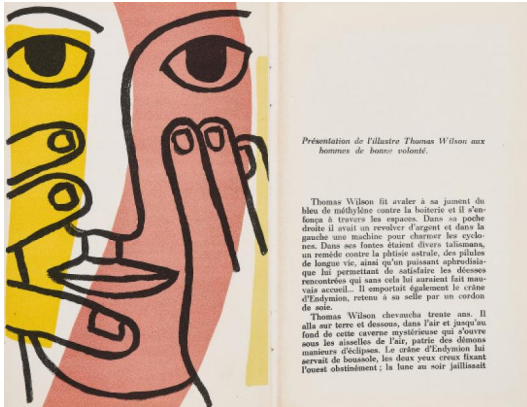 Présentation de l'illustre Thomas Wilson aux
hommes de bonne volonté.
Thomas Wilson fit avaler à sa jument du
bleu de méthylène contre la boiterie et il s'en-
fonça à travers les espaces. Dans sa poche
droite il avait un revolver d'argent et dans la
gauche une machine pour charmer les cyclo-
nes. Dans ses fontes étaient divers talismans,
un remède contre la phtisie astrale, des pilules
de longue vie, ainsi qu'un puissant aphrodisia-
que lui permettant de satisfaire les déesses
rencontrées qui sans cela lui auraient fait mau-
vais accueil... Il emportait également le crâne
d'Endymion, retenu à sa selle par un cordon
de soie.
Thomas Wilson chevaucha trente ans. Il
alla sur terre et dessous, dans l'air et jusqu'au
fond de cette caverne mystérieuse qui s'ouvre
sous les aisselles de l'air, patrie des démons
manieurs d'éclipses. Le crâne d'Endymion lui
servait de boussole, les deux yeux creux fixant
l'ouest obstinément ; la lune au soir jaillissait